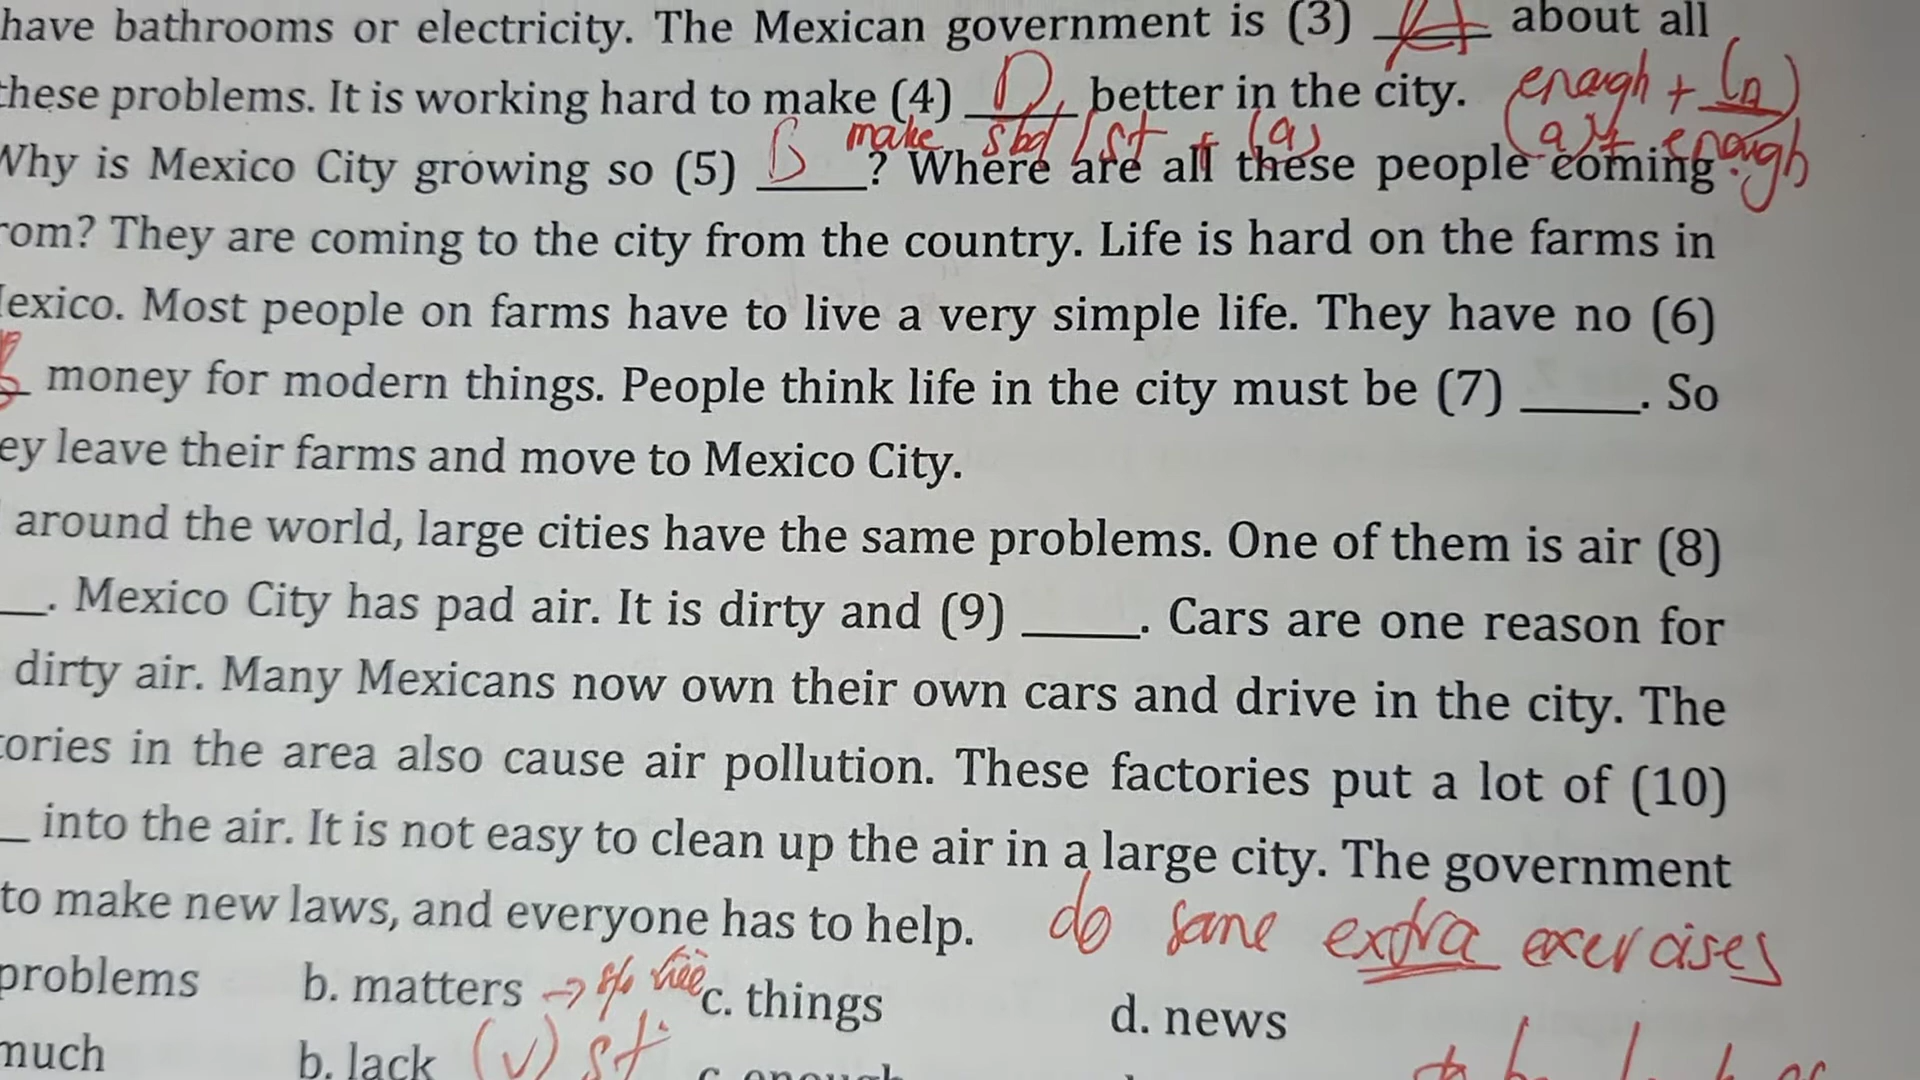 have bathrooms or electricity. The Mexican government is (3) A about all
these problems. It is working hard to make (4) D better in the city. enough + (n)
make sbd / st + (a) (a) + enough
Why is Mexico City growing so (5) B ? Where are all these people coming
rom? They are coming to the city from the country. Life is hard on the farms in
exico. Most people on farms have to live a very simple life. They have no (6)
money for modern things. People think life in the city must be (7) _____. So
ey leave their farms and move to Mexico City.
around the world, large cities have the same problems. One of them is air (8)
__. Mexico City has pad air. It is dirty and (9) _____. Cars are one reason for
dirty air. Many Mexicans now own their own cars and drive in the city. The
tories in the area also cause air pollution. These factories put a lot of (10)
_ into the air. It is not easy to clean up the air in a large city. The government
to make new laws, and everyone has to help. do some extra exercises
problems b. matters → c. things d. news
much b. lack (v) st c. enough